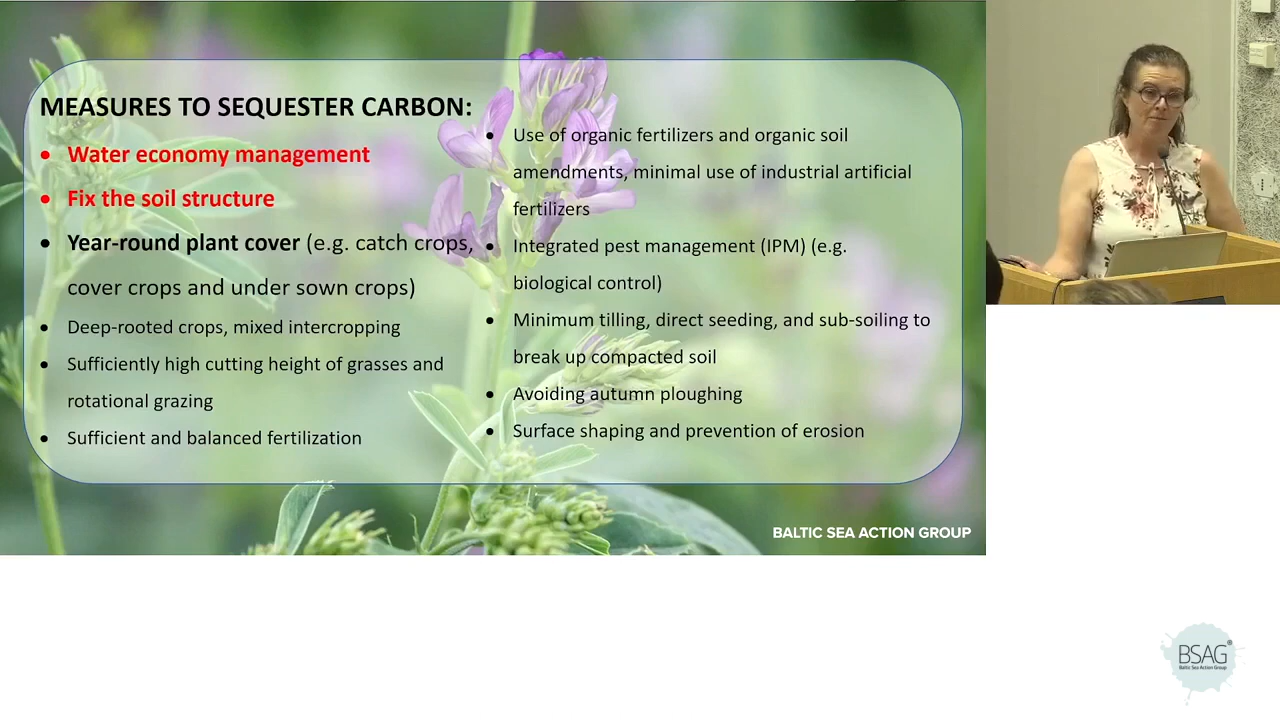 MEASURES TO SEQUESTER CARBON:
• Water economy management
• Fix the soil structure
• Year-round plant cover (e.g. catch crops,
cover crops and under sown crops)
• Deep-rooted crops, mixed intercropping
• Sufficiently high cutting height of grasses and
rotational grazing
• Sufficient and balanced fertilization
• Use of organic fertilizers and organic soil
amendments, minimal use of industrial artificial
fertilizers
• Integrated pest management (IPM) (e.g.
biological control)
• Minimum tilling, direct seeding, and sub-soiling to
break up compacted soil
• Avoiding autumn ploughing
• Surface shaping and prevention of erosion
BALTIC SEA ACTION GROUP
BSAG®
Baltic Sea Action Group